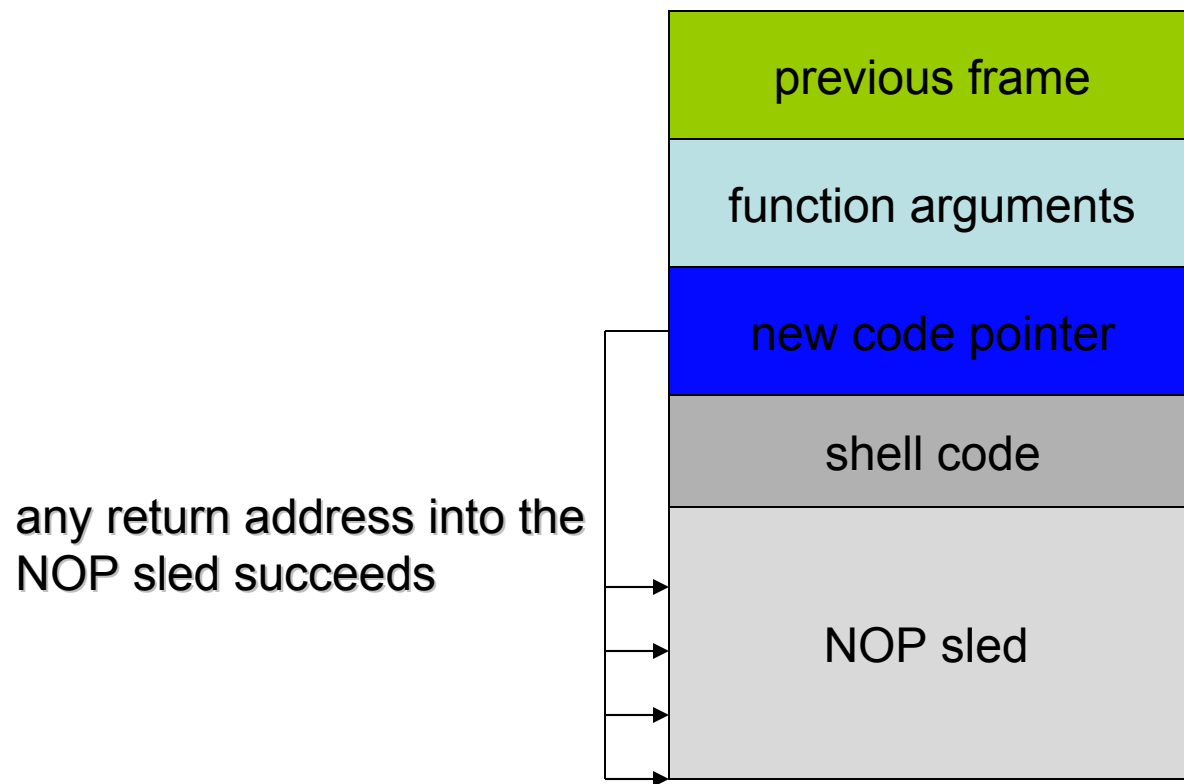 previous frame
function arguments
new code pointer
shell code
any return address into the
NOP sled succeeds
NOP sled